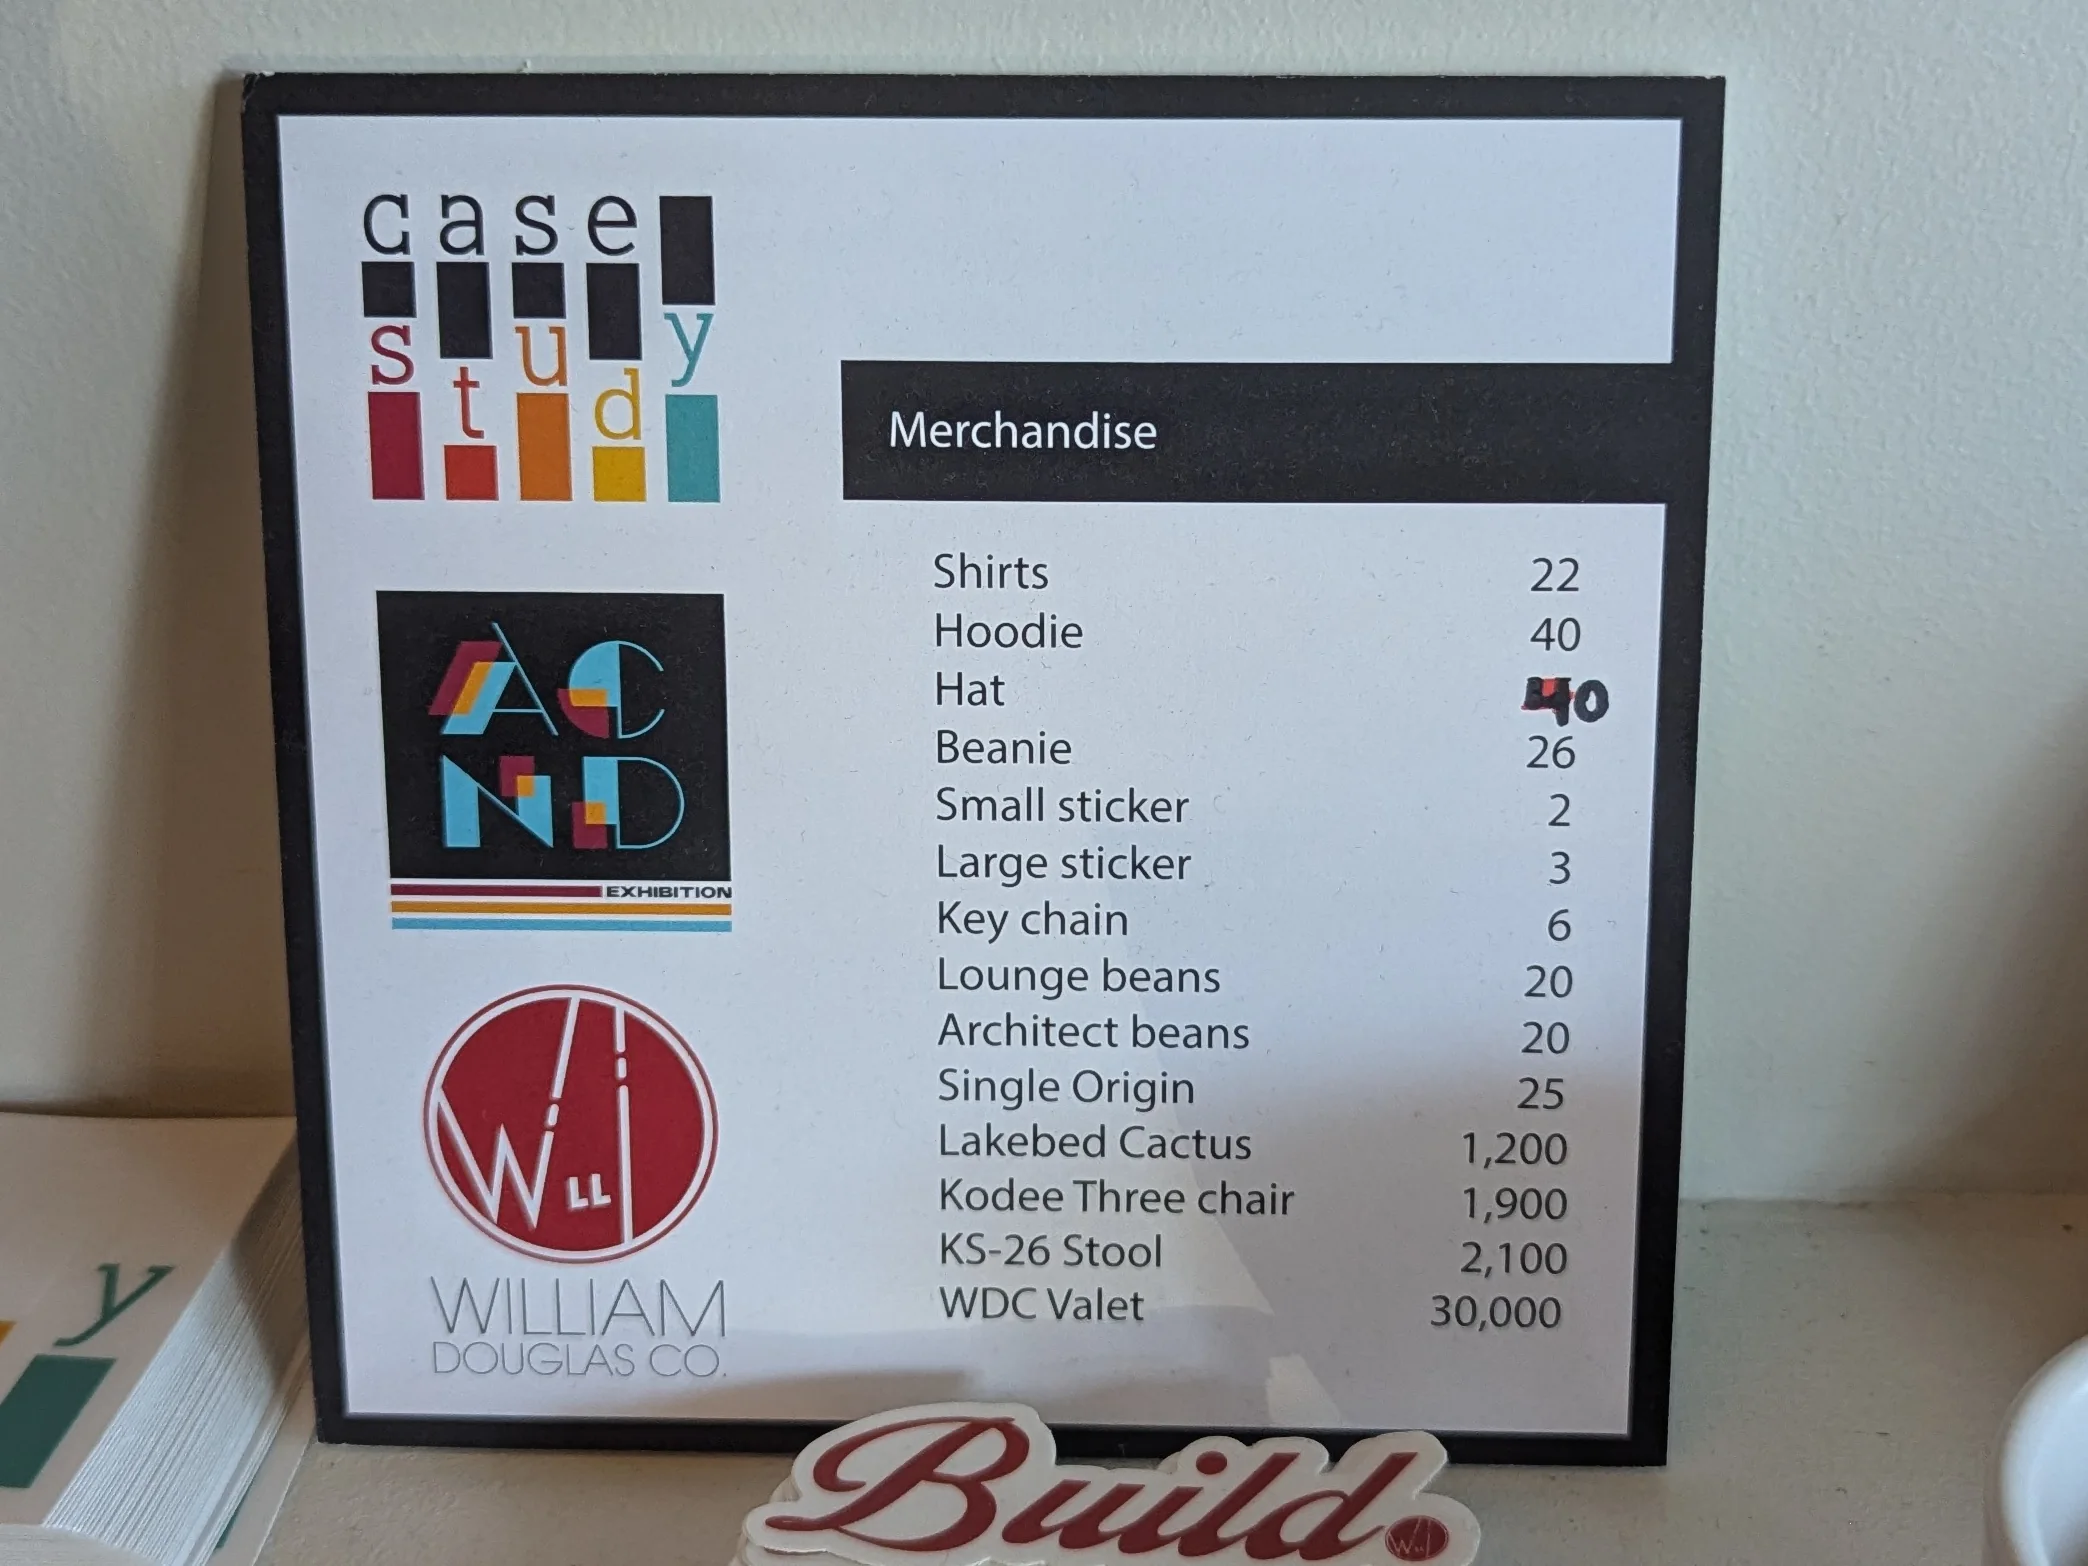 case
study
ACND
EXHIBITION
WILL
WILLIAM
DOUGLAS CO.
Merchandise
Shirts 22
Hoodie 40
Hat 40
Beanie 26
Small sticker 2
Large sticker 3
Key chain 6
Lounge beans 20
Architect beans 20
Single Origin 25
Lakebed Cactus 1,200
Kodee Three chair 1,900
KS-26 Stool 2,100
WDC Valet 30,000
y
Build.